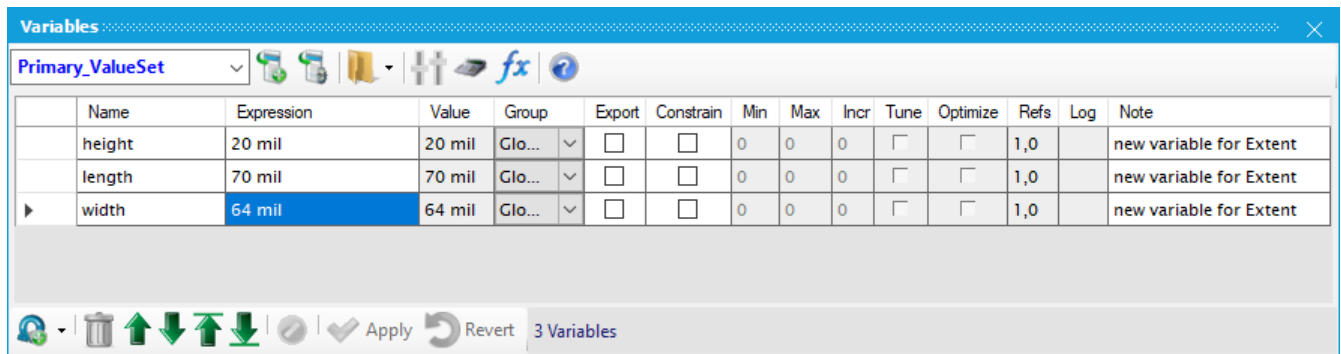 Variables
Primary_ValueSet fx ?
Name Expression Value Group Export Constrain Min Max Incr Tune Optimize Refs Log Note
height 20 mil 20 mil Glo... 0 0 0 1,0 new variable for Extent
length 70 mil 70 mil Glo... 0 0 0 1,0 new variable for Extent
width 64 mil 64 mil Glo... 0 0 0 1,0 new variable for Extent
Apply Revert 3 Variables